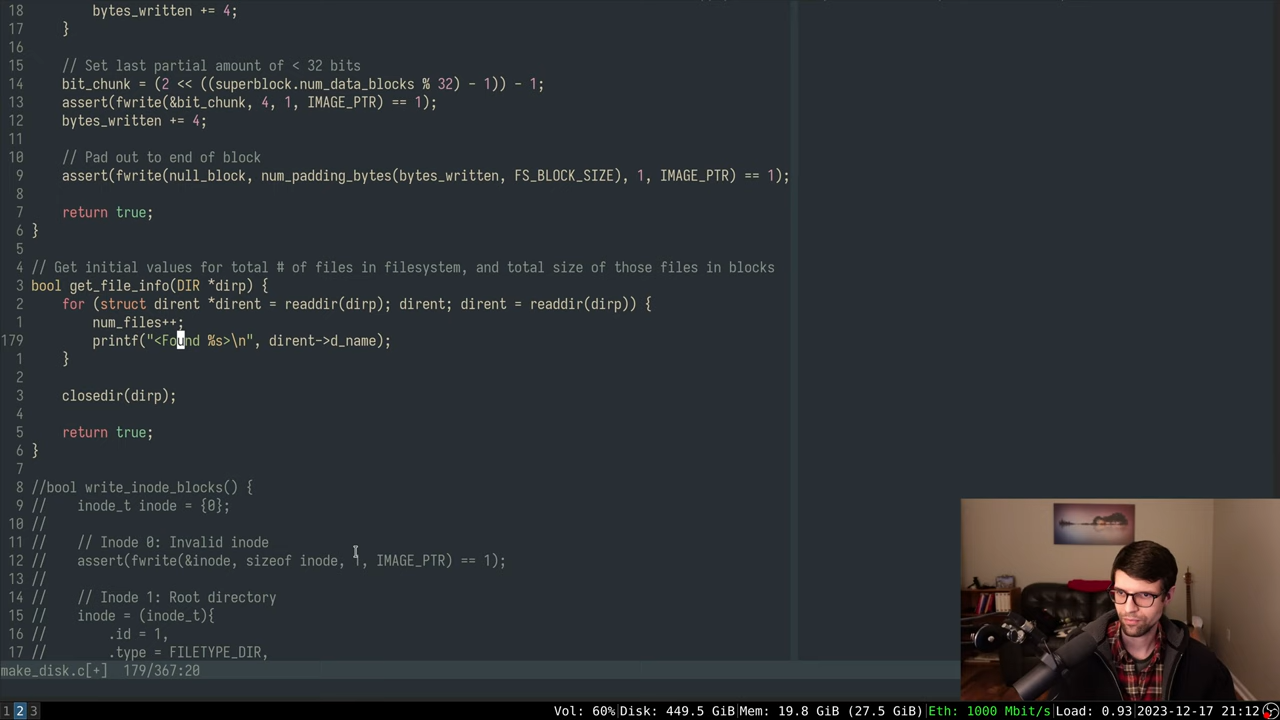 18         bytes_written += 4;
17     }
16
15     // Set last partial amount of < 32 bits
14     bit_chunk = (2 << ((superblock.num_data_blocks % 32) - 1)) - 1;
13     assert(fwrite(&bit_chunk, 4, 1, IMAGE_PTR) == 1);
12     bytes_written += 4;
11
10     // Pad out to end of block
9     assert(fwrite(null_block, num_padding_bytes(bytes_written, FS_BLOCK_SIZE), 1, IMAGE_PTR) == 1);
8
7     return true;
6 }
5
4 // Get initial values for total # of files in filesystem, and total size of those files in blocks
3 bool get_file_info(DIR *dirp) {
2     for (struct dirent *dirent = readdir(dirp); dirent; dirent = readdir(dirp)) {
1         num_files++;
179         printf("<Found %s>\n", dirent->d_name);
1     }
2
3     closedir(dirp);
4
5     return true;
6 }
7
8 //bool write_inode_blocks() {
9 //    inode_t inode = {0};
10 //
11 //    // Inode 0: Invalid inode
12 //    assert(fwrite(&inode, sizeof inode, 1, IMAGE_PTR) == 1);
13 //
14 //    // Inode 1: Root directory
15 //    inode = (inode_t){
16 //        .id = 1,
17 //        .type = FILETYPE_DIR,
make_disk.c[+]  179/367:20
1 2 3 Vol: 60% Disk: 449.5 GiB Mem: 19.8 GiB (27.5 GiB) Eth: 1000 Mbit/s Load: 0.93 2023-12-17 21:12